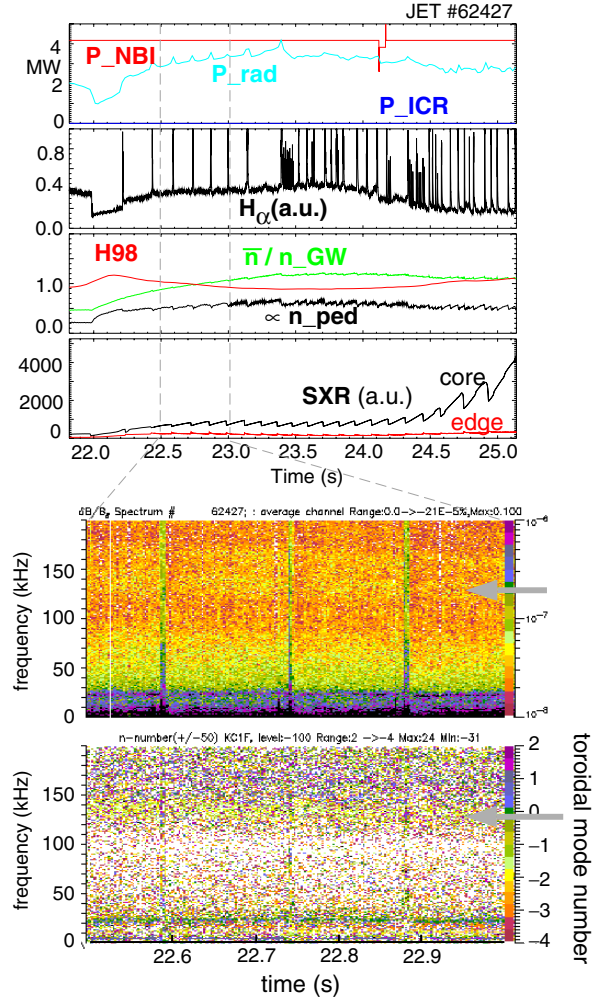 JET #62427
4
P_NBI
MW
P_rad
2
P_ICR
0
0.8
0.4
Hα(a.u.)
0.0
H98
n̅ / n_GW
1.0
∝ n_ped
0.0
4000
SXR (a.u.)
core
2000
edge
0
22.0 22.5 23.0 23.5 24.0 24.5 25.0
Time (s)
62427; : average channel Range:0.0->-21E-5%,Max:0.100
10⁻⁶
150
frequency (kHz)
100
10⁻⁷
50
0
10⁻⁸
n-number(+/-50) KC1F, level:-100 Range:2 ->-4 Max:24 Min:-31
2
150
1
frequency (kHz)
0
100
-1
toroidal mode number
50
-2
-3
0
-4
22.6 22.7 22.8 22.9
time (s)